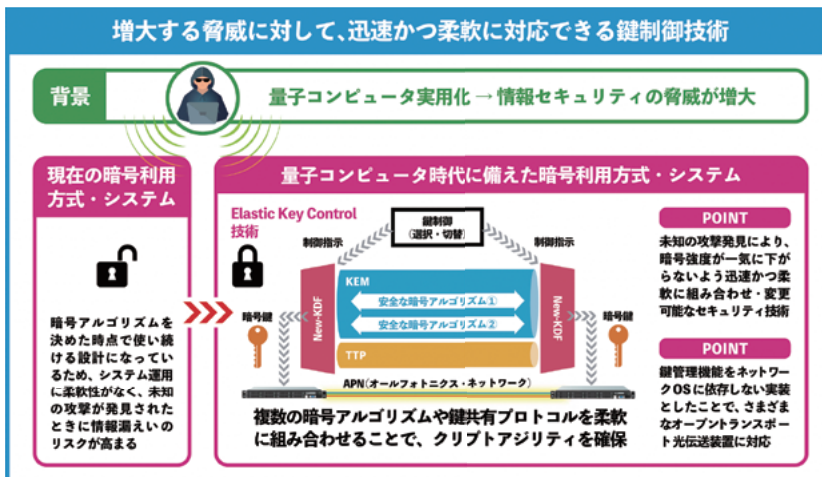 増大する脅威に対して、迅速かつ柔軟に対応できる鍵制御技術
背景
量子コンピュータ実用化 → 情報セキュリティの脅威が増大
現在の暗号利用
方式・システム
暗号アルゴリズムを
決めた時点で使い続
ける設計になってい
るため、システム運用
に柔軟性がなく、未知
の攻撃が発見された
ときに情報漏えいの
リスクが高まる
量子コンピュータ時代に備えた暗号利用方式・システム
Elastic Key Control
技術
鍵制御
(選択・切替)
制御指示
制御指示
New-KDF
KEM
安全な暗号アルゴリズム①
安全な暗号アルゴリズム②
TTP
New-KDF
暗号鍵
暗号鍵
APN(オールフォトニクス・ネットワーク)
複数の暗号アルゴリズムや鍵共有プロトコルを柔軟
に組み合わせることで、クリプトアジリティを確保
POINT
未知の攻撃発見により、
暗号強度が一気に下が
らないよう迅速かつ柔
軟に組み合わせ・変更
可能なセキュリティ技術
POINT
鍵管理機能をネットワー
クOSに依存しない実装
としたことで、さまざま
なオープントランスポー
ト光伝送装置に対応